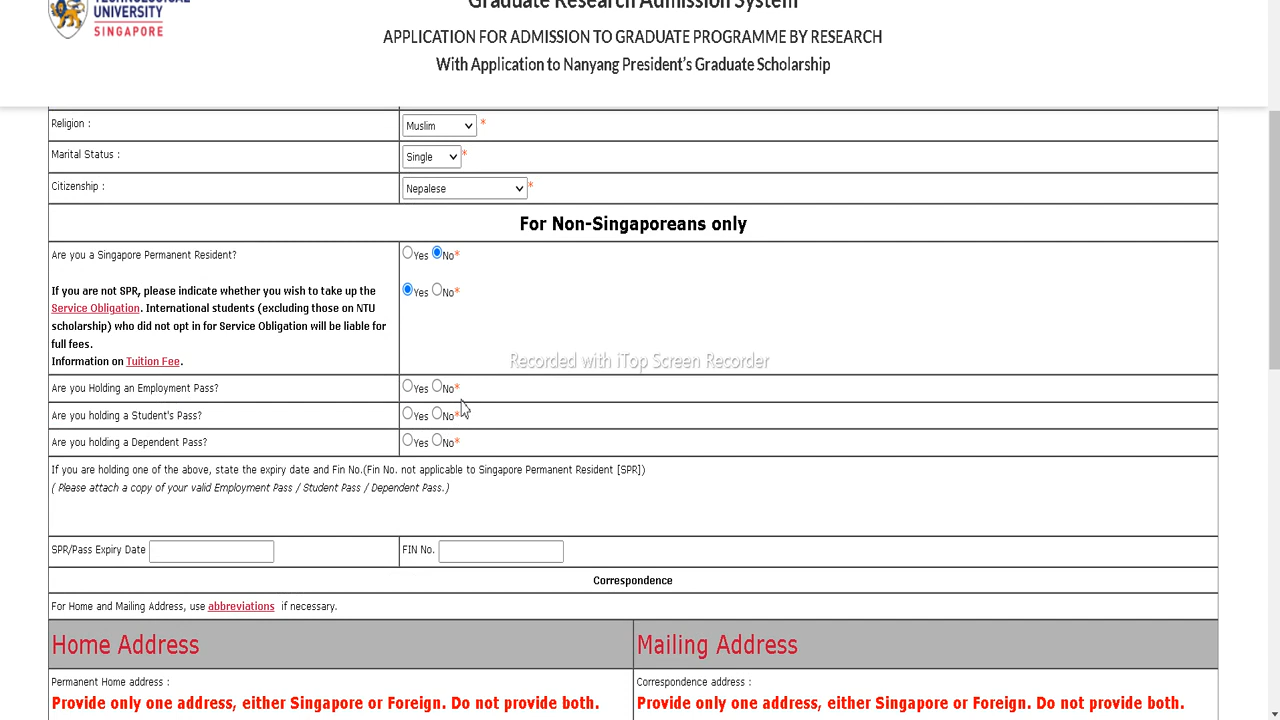 UNIVERSITY
SINGAPORE
Graduate Research Admission System
APPLICATION FOR ADMISSION TO GRADUATE PROGRAMME BY RESEARCH
With Application to Nanyang President's Graduate Scholarship
Religion :
Muslim *
Marital Status :
Single *
Citizenship :
Nepalese *
For Non-Singaporeans only
Are you a Singapore Permanent Resident?
Yes No*
If you are not SPR, please indicate whether you wish to take up the
Service Obligation. International students (excluding those on NTU
scholarship) who did not opt in for Service Obligation will be liable for
full fees.
Information on Tuition Fee.
Yes No*
Recorded with iTop Screen Recorder
Are you Holding an Employment Pass?
Yes No*
Are you holding a Student's Pass?
Yes No*
Are you holding a Dependent Pass?
Yes No*
If you are holding one of the above, state the expiry date and Fin No.(Fin No. not applicable to Singapore Permanent Resident [SPR])
( Please attach a copy of your valid Employment Pass / Student Pass / Dependent Pass.)
SPR/Pass Expiry Date
FIN No.
Correspondence
For Home and Mailing Address, use abbreviations if necessary.
Home Address
Mailing Address
Permanent Home address :
Provide only one address, either Singapore or Foreign. Do not provide both.
Correspondence address :
Provide only one address, either Singapore or Foreign. Do not provide both.